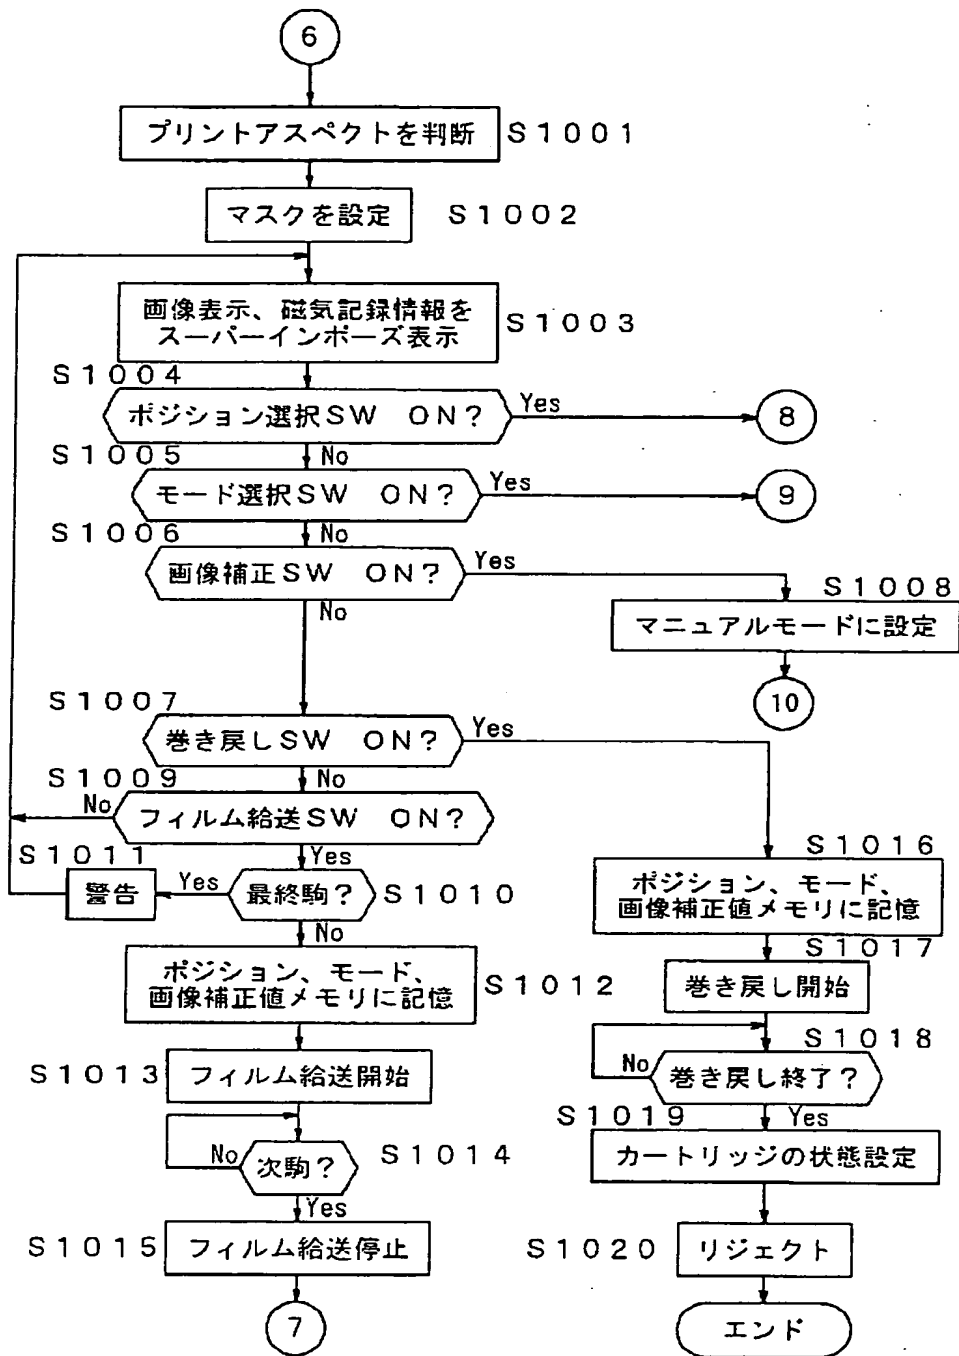 6
プリントアスペクトを判断 S1001
マスクを設定 S1002
画像表示、磁気記録情報を
スーパーインポーズ表示
S1003
S1004
ポジション選択SW ON?
Yes
8
No
S1005
モード選択SW ON?
Yes
9
No
S1006
画像補正SW ON?
Yes
No
S1008
マニュアルモードに設定
10
S1007
巻き戻しSW ON?
Yes
No
S1009
フィルム給送SW ON?
No
Yes
S1010
最終駒?
Yes
S1011
警告
No
ポジション、モード、
画像補正値メモリに記憶
S1012
S1013
フィルム給送開始
S1014
次駒?
No
Yes
S1015
フィルム給送停止
7
S1016
ポジション、モード、
画像補正値メモリに記憶
S1017
巻き戻し開始
S1018
巻き戻し終了?
No
Yes
S1019
カートリッジの状態設定
S1020
リジェクト
エンド